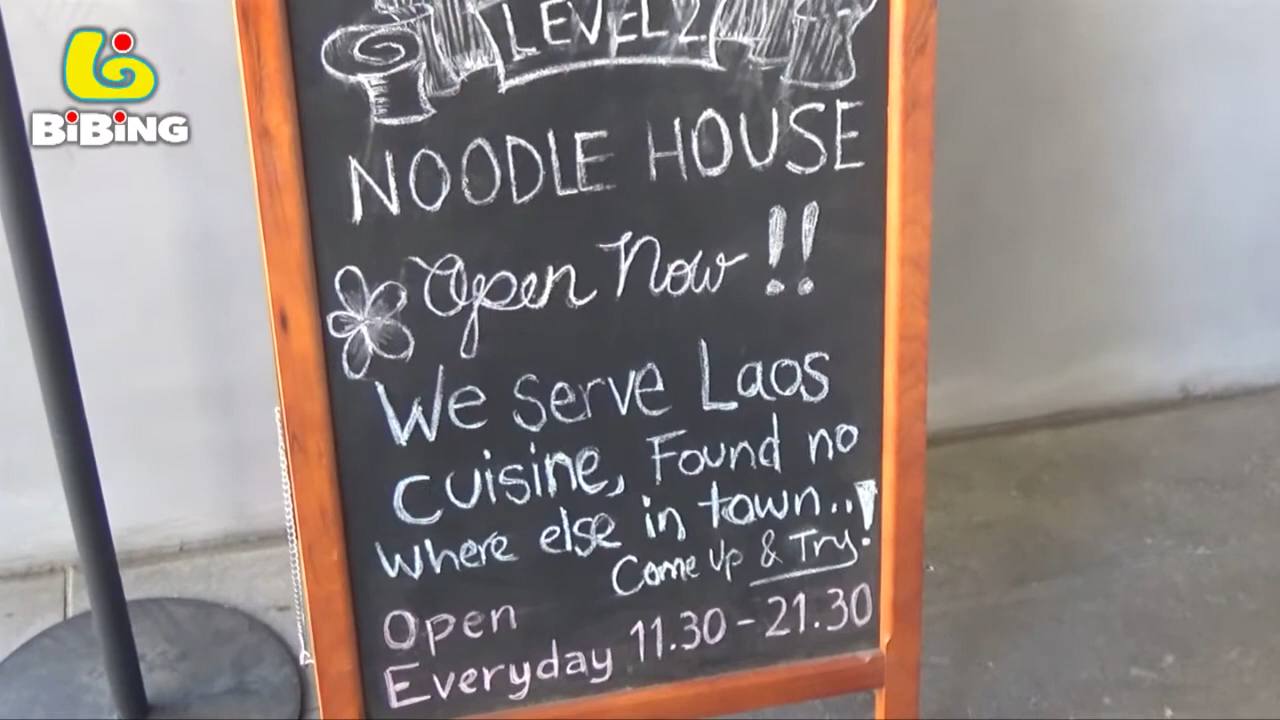 BiBiNG
LEVEL 2
NOODLE HOUSE
Open Now !!
We serve Laos
cuisine, Found no
where else in town..!
Come up & Try.
Open
Everyday 11.30 - 21.30